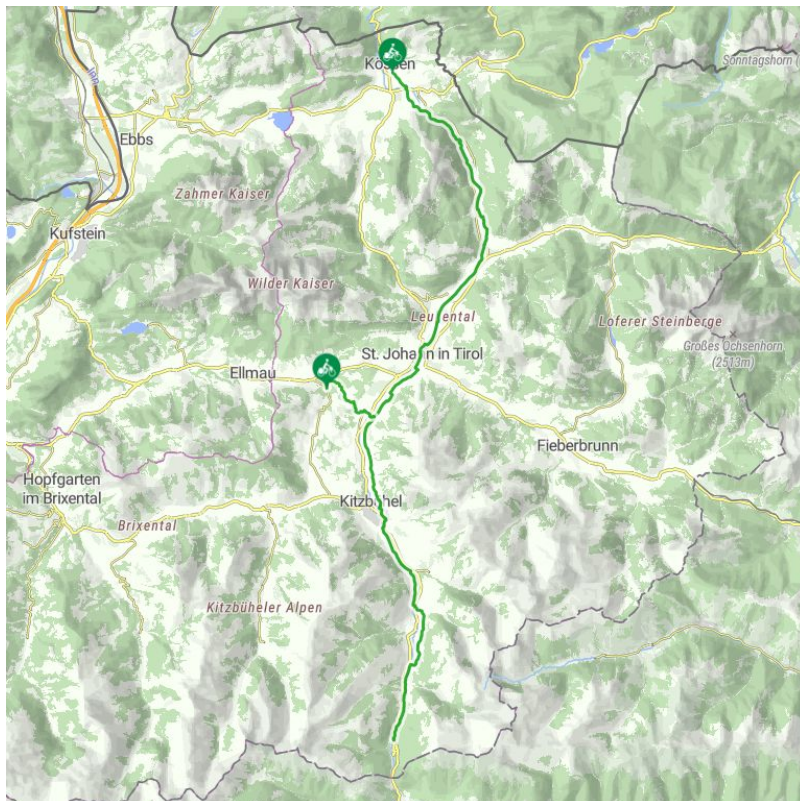 Kössen
Sonntagshorn (
Inn
Ebbs
Zahmer Kaiser
Kufstein
Wilder Kaiser
Leukental
Loferer Steinberge
Großes Ochsenhorn
(2513m)
St. Johann in Tirol
Ellmau
Fieberbrunn
Hopfgarten
im Brixental
Kitzbühel
Brixental
Kitzbüheler Alpen